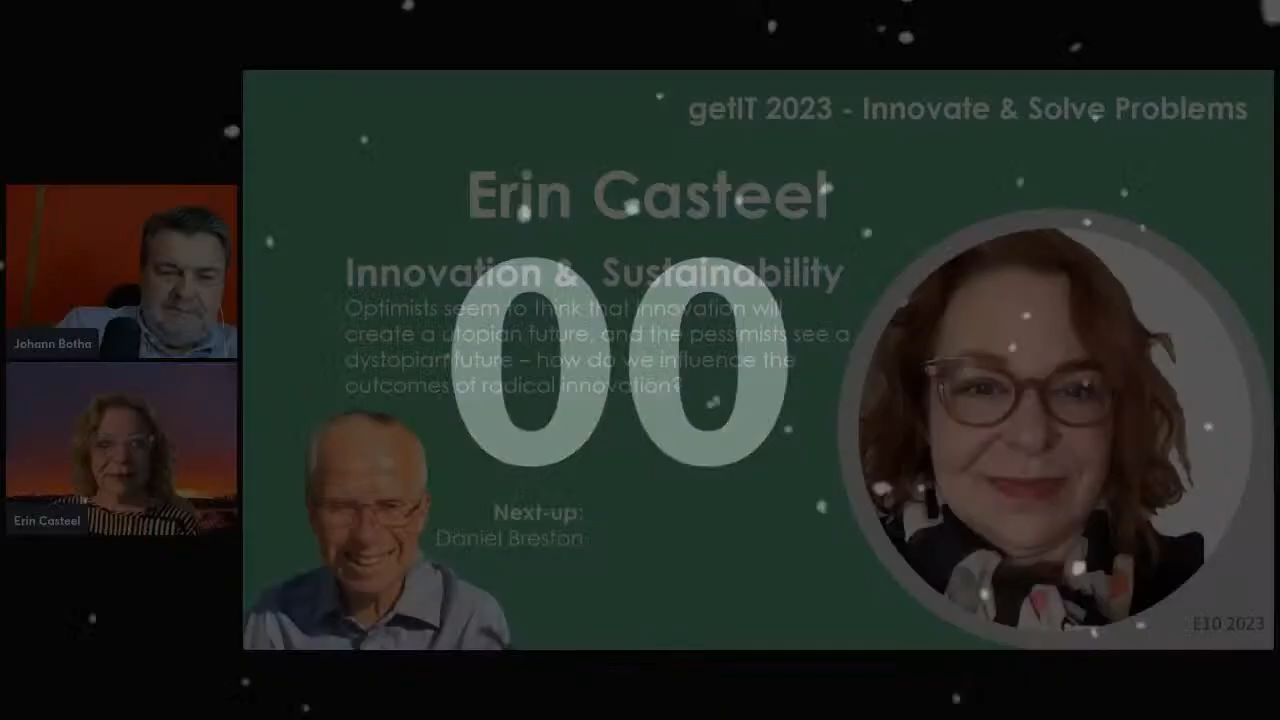 getIT 2023 - Innovate & Solve Problems
Erin Casteel
Innovation & Sustainability
Optimists seem to think that innovation will
create a utopian future, and the pessimists see a
dystopian future – how do we influence the
outcomes of radical innovation?
00
Johann Botha
Erin Casteel
Next-up:
Daniel Breston
E10 2023